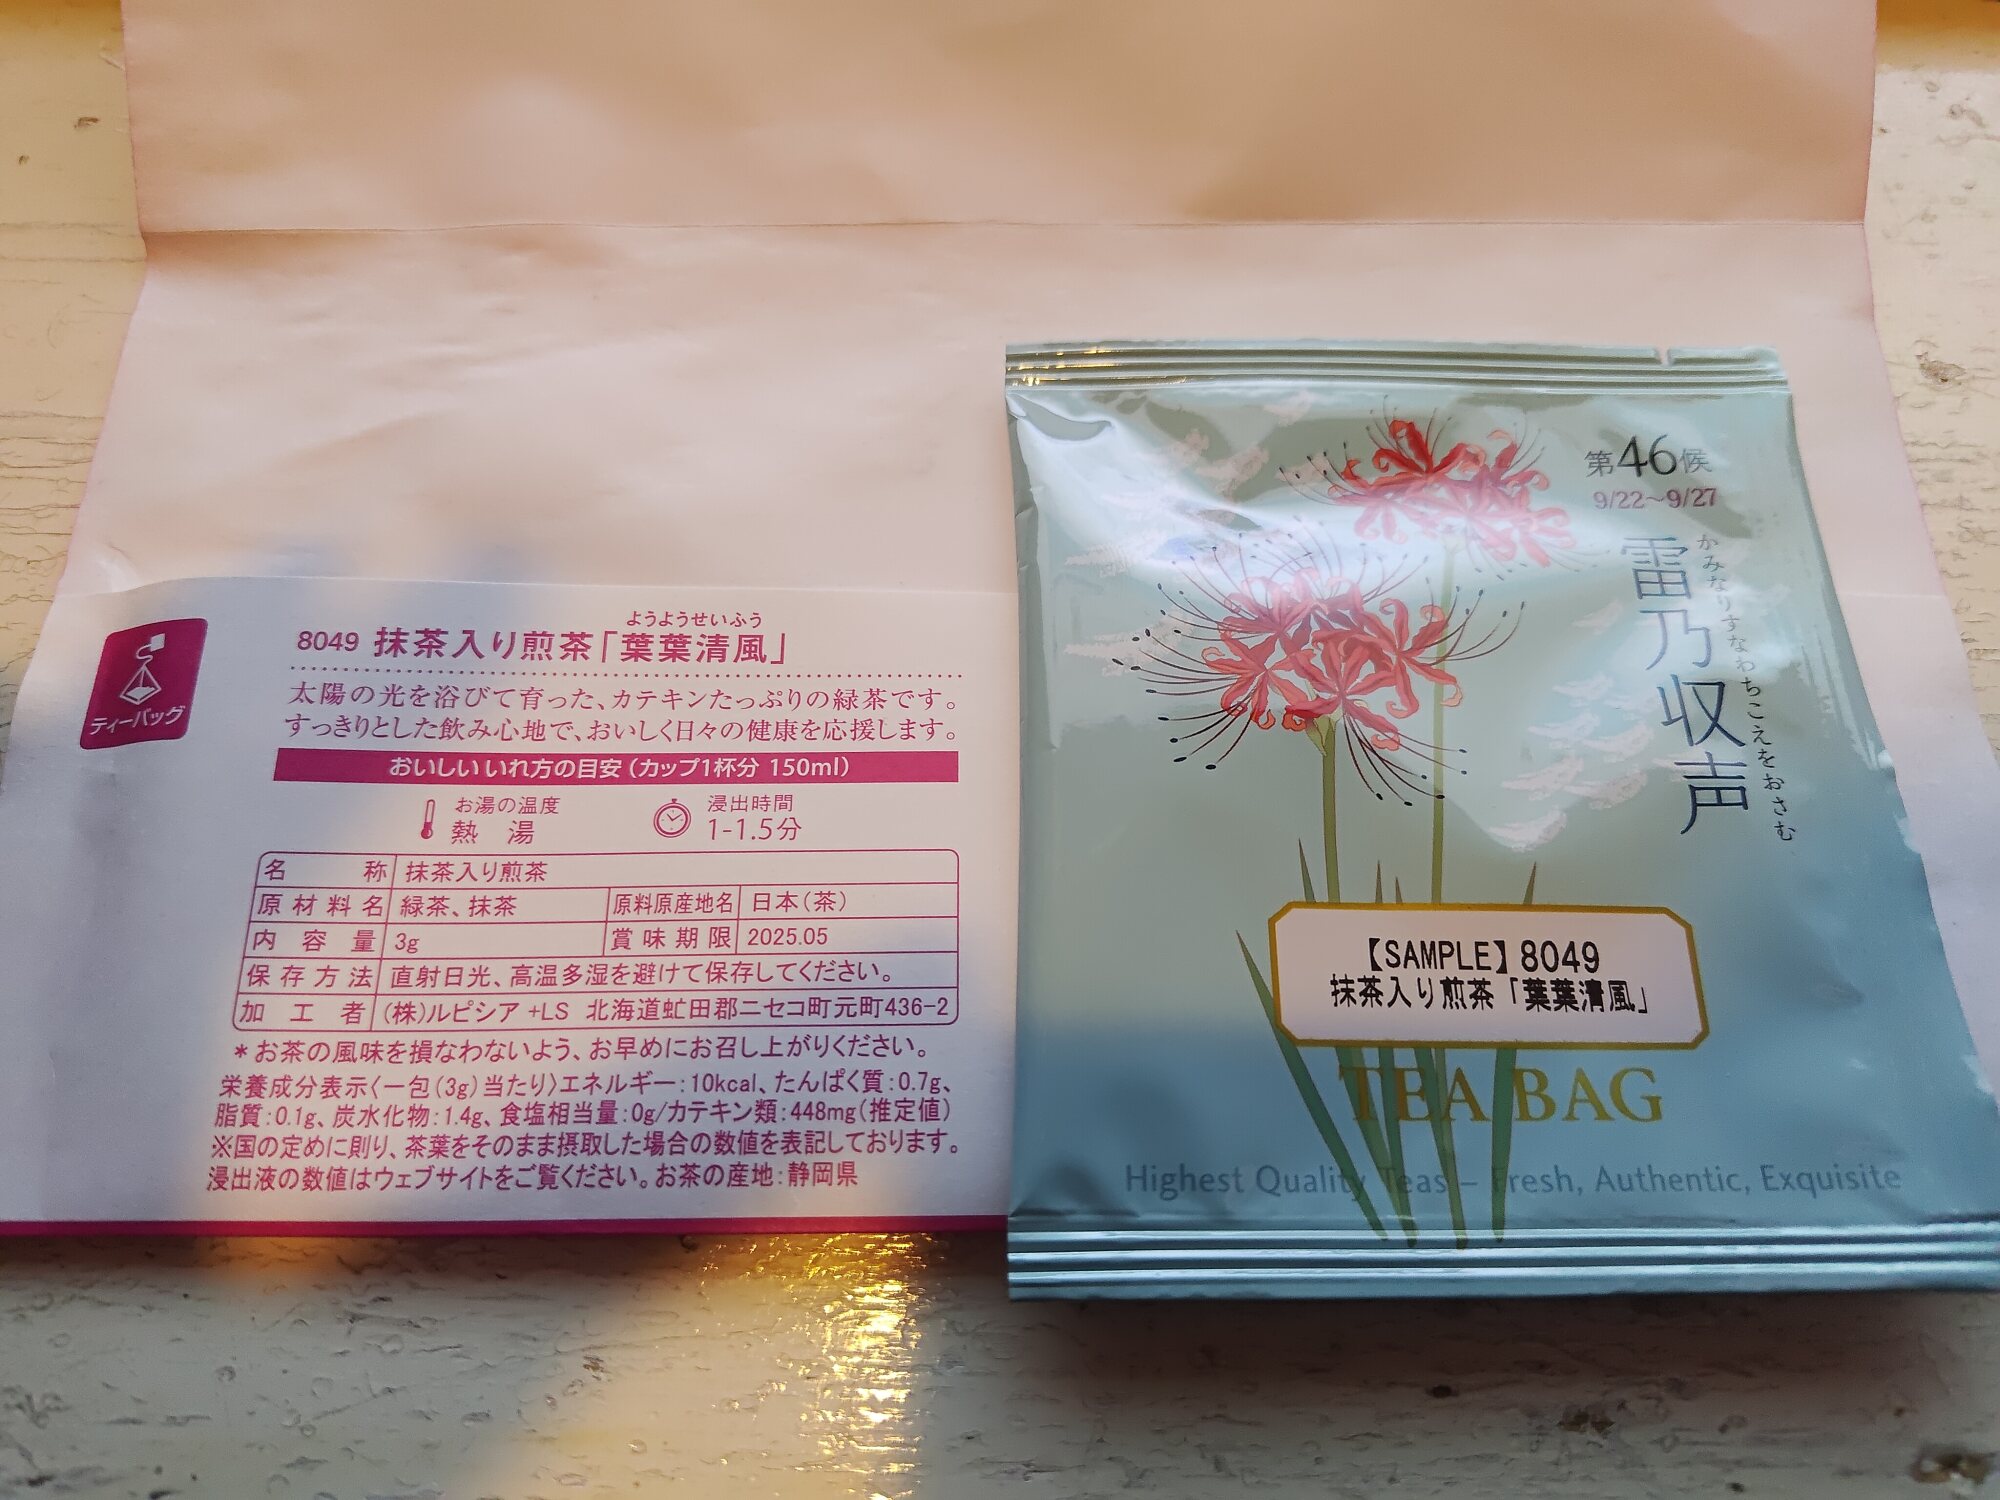 ティーバッグ
ようようせいふう
8049 抹茶入り煎茶「葉葉清風」
太陽の光を浴びて育った、カテキンたっぷりの緑茶です。
すっきりとした飲み心地で、おいしく日々の健康を応援します。
おいしいいれ方の目安（カップ1杯分 150ml）
お湯の温度
熱 湯
浸出時間
1-1.5分
名 称 抹茶入り煎茶
原材料名 緑茶、抹茶 原料原産地名 日本（茶）
内容量 3g 賞味期限 2025.05
保存方法 直射日光、高温多湿を避けて保存してください。
加工者 （株）ルピシア +LS 北海道虻田郡ニセコ町元町436-2
＊お茶の風味を損なわないよう、お早めにお召し上がりください。
栄養成分表示〈一包（3g）当たり〉エネルギー：10kcal、たんぱく質：0.7g、
脂質：0.1g、炭水化物：1.4g、食塩相当量：0g/カテキン類：448mg（推定値）
※国の定めに則り、茶葉をそのまま摂取した場合の数値を表記しております。
浸出液の数値はウェブサイトをご覧ください。お茶の産地：静岡県
第46候
9/22～9/27
雷乃収声
かみなりすなわちこえをおさむ
【SAMPLE】8049
抹茶入り煎茶「葉葉清風」
TEA BAG
Highest Quality Teas – Fresh, Authentic, Exquisite